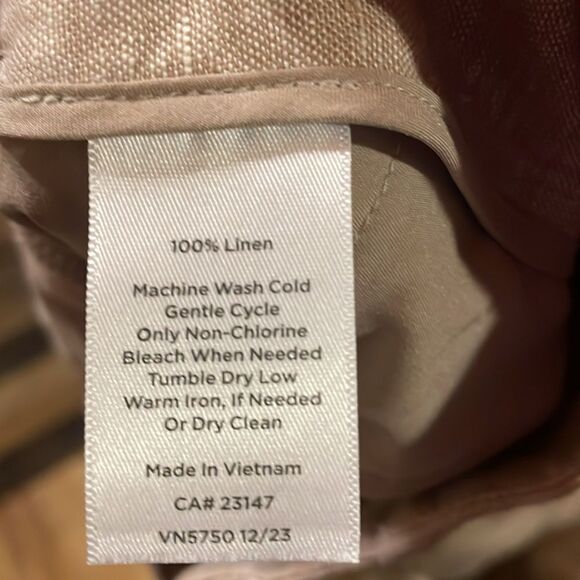 100% Linen
Machine Wash Cold
Gentle Cycle
Only Non-Chlorine
Bleach When Needed
Tumble Dry Low
Warm Iron, If Needed
Or Dry Clean
Made In Vietnam
CA# 23147
VN5750 12/23